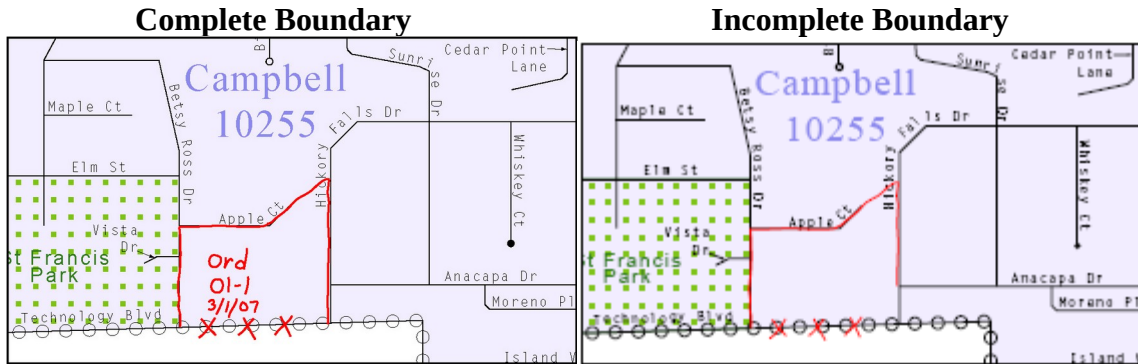 Complete Boundary
Cedar Point
Lane
Sunrise Dr
Campbell
10255
Maple Ct
Betsy Ross Dr
Hickory Falls Dr
Whiskey Ct
Elm St
Apple Ct
Vista
Dr
St Francis
Park
Ord
01-1
3/1/07
Anacapa Dr
Moreno Pl
Technology Blvd
Island
Incomplete Boundary
Cedar Point
Lane
Sunrise Dr
Campbell
10255
Maple Ct
Betsy Ross Dr
Hickory Falls Dr
Whiskey Ct
Elm St
Apple Ct
Vista
Dr
St Francis
Park
Anacapa Dr
Moreno Pl
Technology Blvd
Island